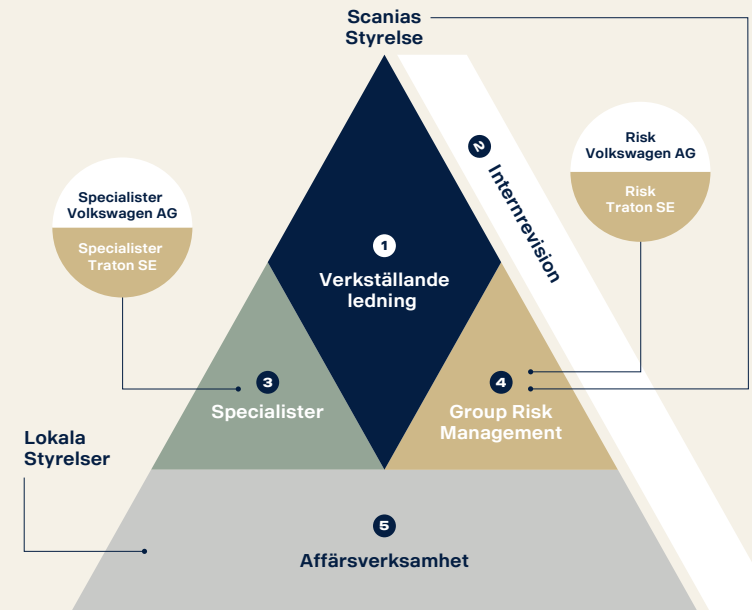 Scanias
Styrelse
2 Internrevision
Risk
Volkswagen AG
Risk
Traton SE
Specialister
Volkswagen AG
Specialister
Traton SE
1
Verkställande
ledning
3
Specialister
4
Group Risk
Management
Lokala
Styrelser
5
Affärsverksamhet